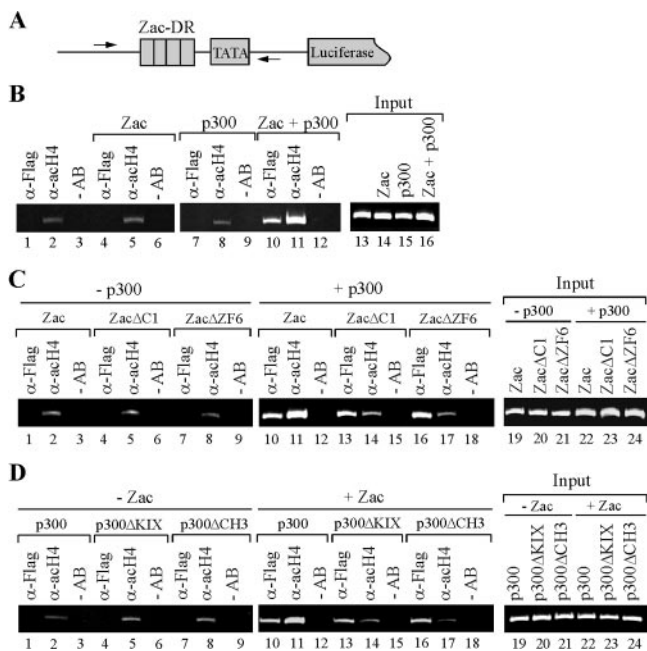 A
Zac-DR
TATA
Luciferase
B
Input
Zac
p300
Zac + p300
α-Flag
α-acH4
- AB
α-Flag
α-acH4
- AB
α-Flag
α-acH4
- AB
α-Flag
α-acH4
- AB
Zac
p300
Zac + p300
1 2 3 4 5 6 7 8 9 10 11 12 13 14 15 16
C
- p300
+ p300
Input
Zac
ZacΔC1
ZacΔZF6
Zac
ZacΔC1
ZacΔZF6
- p300
+ p300
α-Flag
α-acH4
- AB
α-Flag
α-acH4
- AB
α-Flag
α-acH4
- AB
α-Flag
α-acH4
- AB
α-Flag
α-acH4
- AB
α-Flag
α-acH4
- AB
Zac
ZacΔC1
ZacΔZF6
Zac
ZacΔC1
ZacΔZF6
1 2 3 4 5 6 7 8 9 10 11 12 13 14 15 16 17 18 19 20 21 22 23 24
D
- Zac
+ Zac
Input
p300
p300ΔKIX
p300ΔCH3
p300
p300ΔKIX
p300ΔCH3
- Zac
+ Zac
α-Flag
α-acH4
- AB
α-Flag
α-acH4
- AB
α-Flag
α-acH4
- AB
α-Flag
α-acH4
- AB
α-Flag
α-acH4
- AB
α-Flag
α-acH4
- AB
p300
p300ΔKIX
p300ΔCH3
p300
p300ΔKIX
p300ΔCH3
1 2 3 4 5 6 7 8 9 10 11 12 13 14 15 16 17 18 19 20 21 22 23 24